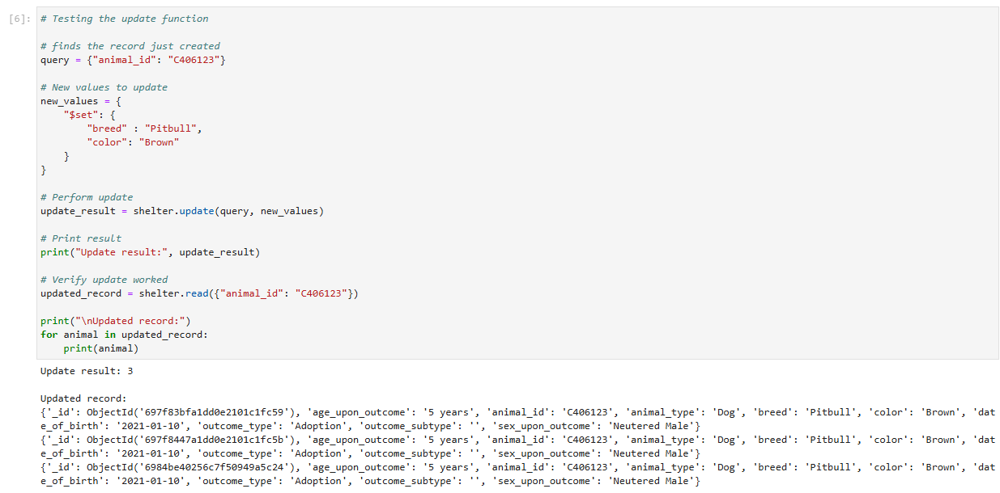 [6]: # Testing the update function
# finds the record just created
query = {"animal_id": "C406123"}
# New values to update
new_values = {
    "$set": {
        "breed" : "Pitbull",
        "color": "Brown"
    }
}
# Perform update
update_result = shelter.update(query, new_values)
# Print result
print("Update result:", update_result)
# Verify update worked
updated_record = shelter.read({"animal_id": "C406123"})
print("\nUpdated record:")
for animal in updated_record:
    print(animal)
Update result: 3
Updated record:
{'_id': ObjectId('697f83bfa1dd0e2101c1fc59'), 'age_upon_outcome': '5 years', 'animal_id': 'C406123', 'animal_type': 'Dog', 'breed': 'Pitbull', 'color': 'Brown', 'dat
e_of_birth': '2021-01-10', 'outcome_type': 'Adoption', 'outcome_subtype': '', 'sex_upon_outcome': 'Neutered Male'}
{'_id': ObjectId('697f8447a1dd0e2101c1fc5b'), 'age_upon_outcome': '5 years', 'animal_id': 'C406123', 'animal_type': 'Dog', 'breed': 'Pitbull', 'color': 'Brown', 'dat
e_of_birth': '2021-01-10', 'outcome_type': 'Adoption', 'outcome_subtype': '', 'sex_upon_outcome': 'Neutered Male'}
{'_id': ObjectId('6984be40256c7f50949a5c24'), 'age_upon_outcome': '5 years', 'animal_id': 'C406123', 'animal_type': 'Dog', 'breed': 'Pitbull', 'color': 'Brown', 'dat
e_of_birth': '2021-01-10', 'outcome_type': 'Adoption', 'outcome_subtype': '', 'sex_upon_outcome': 'Neutered Male'}